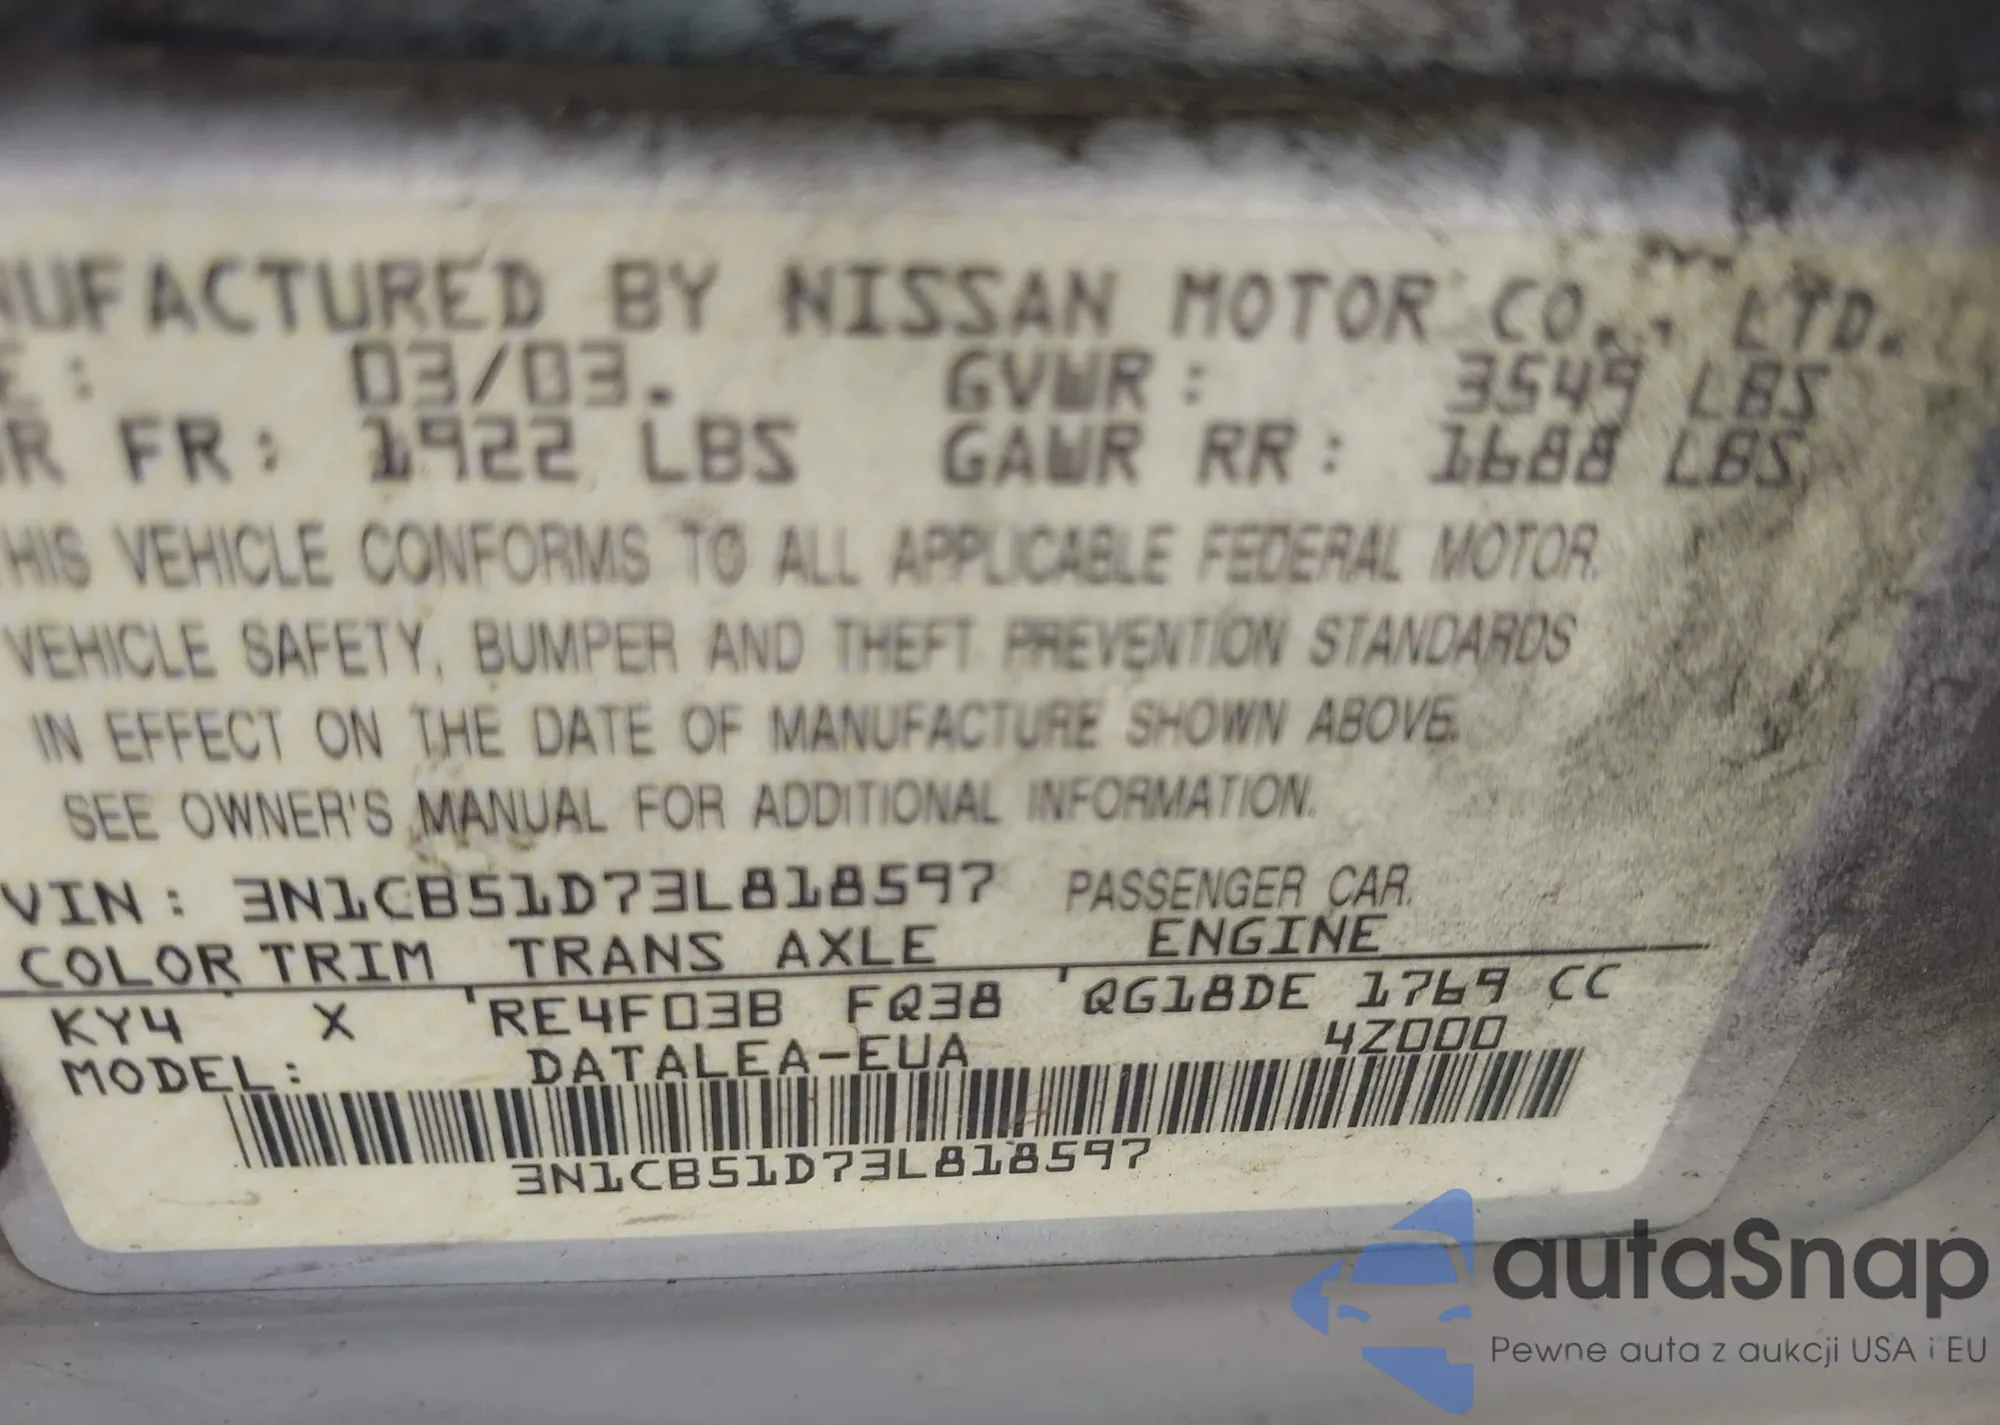 NUFACTURED BY NISSAN MOTOR CO., LTD.
E: 03/03. GVWR: 3549 LBS
R FR: 1922 LBS GAWR RR: 1688 LBS
HIS VEHICLE CONFORMS TO ALL APPLICABLE FEDERAL MOTOR
VEHICLE SAFETY, BUMPER AND THEFT PREVENTION STANDARDS
IN EFFECT ON THE DATE OF MANUFACTURE SHOWN ABOVE.
SEE OWNER'S MANUAL FOR ADDITIONAL INFORMATION.
VIN: 3N1CB51D73L818597 PASSENGER CAR.
COLOR TRIM TRANS AXLE ENGINE
KY4 X RE4F03B FQ38 QG18DE 1769 CC
MODEL: DATALEA-EUA 4Z000
3N1CB51D73L818597
autaSnap
Pewne auta z aukcji USA i EU